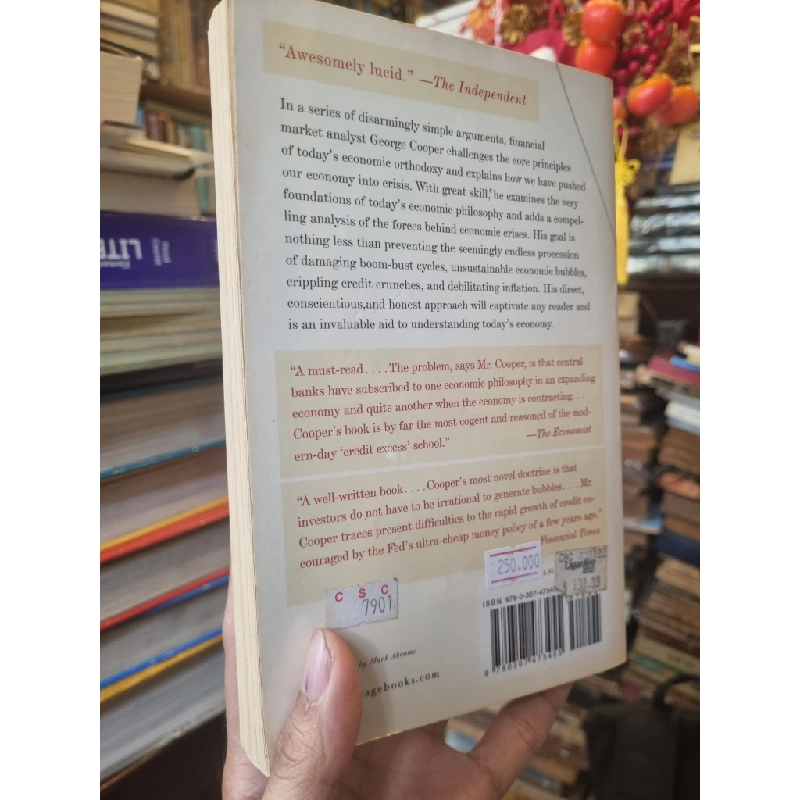 "Awesomely lucid." —The Independent
In a series of disarmingly simple arguments, financial
market analyst George Cooper challenges the core principles
of today's economic orthodoxy and explains how we have pushed
our economy into crisis. With great skill, he examines the very
foundations of today's economic philosophy and adds a compel-
ling analysis of the forces behind economic crises. His goal is
nothing less than preventing the seemingly endless procession
of damaging boom-bust cycles, unsustainable economic bubbles,
crippling credit crunches, and debilitating inflation. His direct,
conscientious,and honest approach will captivate any reader and
is an invaluable aid to understanding today's economy.
"A must-read. . . . The problem, says Mr. Cooper, is that central
banks have subscribed to one economic philosophy in an expanding
economy and quite another when the economy is contracting. . .
Cooper's book is by far the most cogent and reasoned of the mod-
ern-day 'credit excess' school."
—The Economist
"A well-written book. . . . Cooper's most novel doctrine is that
investors do not have to be irrational to generate bubbles. . . . Mr.
Cooper traces present difficulties to the rapid growth of credit en-
couraged by the Fed's ultra-cheap money policy of a few years ago."
Financial Times
250.000
C S C
7901
$ 130.00
ISBN 978-0-307-4734
by Mark Abrams
agebooks.com
LITE